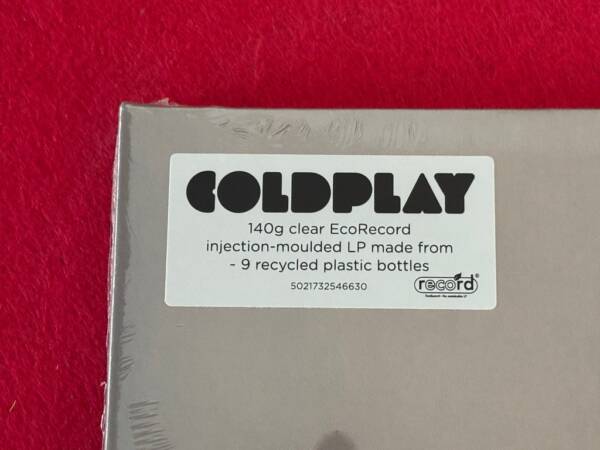 COLDPLAY
140g clear EcoRecord
injection-moulded LP made from
- 9 recycled plastic bottles
5021732546630
record®